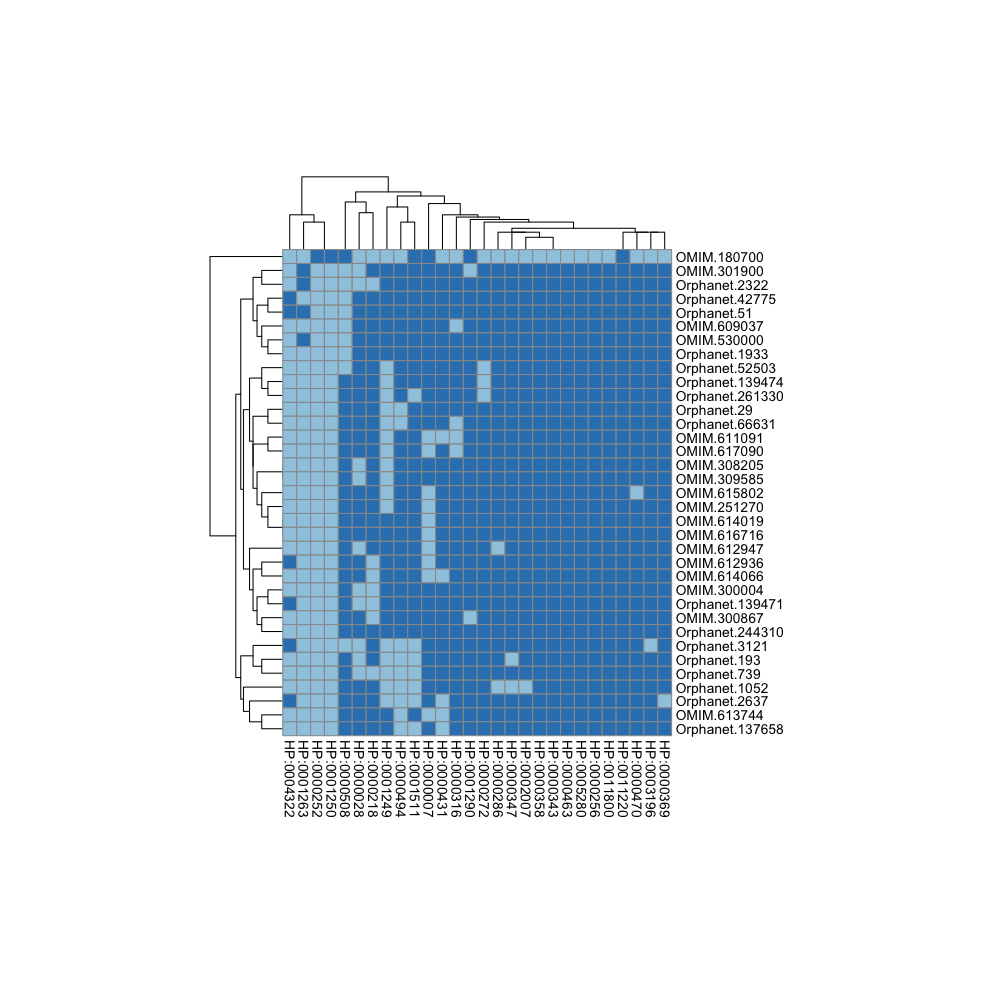 OMIM.180700
OMIM.301900
Orphanet.2322
Orphanet.42775
Orphanet.51
OMIM.609037
OMIM.530000
Orphanet.1933
Orphanet.52503
Orphanet.139474
Orphanet.261330
Orphanet.29
Orphanet.66631
OMIM.611091
OMIM.617090
OMIM.308205
OMIM.309585
OMIM.615802
OMIM.251270
OMIM.614019
OMIM.616716
OMIM.612947
OMIM.612936
OMIM.614066
OMIM.300004
Orphanet.139471
OMIM.300867
Orphanet.244310
Orphanet.3121
Orphanet.193
Orphanet.739
Orphanet.1052
Orphanet.2637
OMIM.613744
Orphanet.137658
HP:0004322
HP:0001263
HP:0000252
HP:0001250
HP:0000508
HP:0000028
HP:0000218
HP:0001249
HP:0000494
HP:0001511
HP:0000007
HP:0000431
HP:0000316
HP:0001290
HP:0000272
HP:0000286
HP:0000347
HP:0002007
HP:0000358
HP:0000343
HP:0000463
HP:0005280
HP:0000256
HP:0011800
HP:0011220
HP:0000470
HP:0003196
HP:0000369